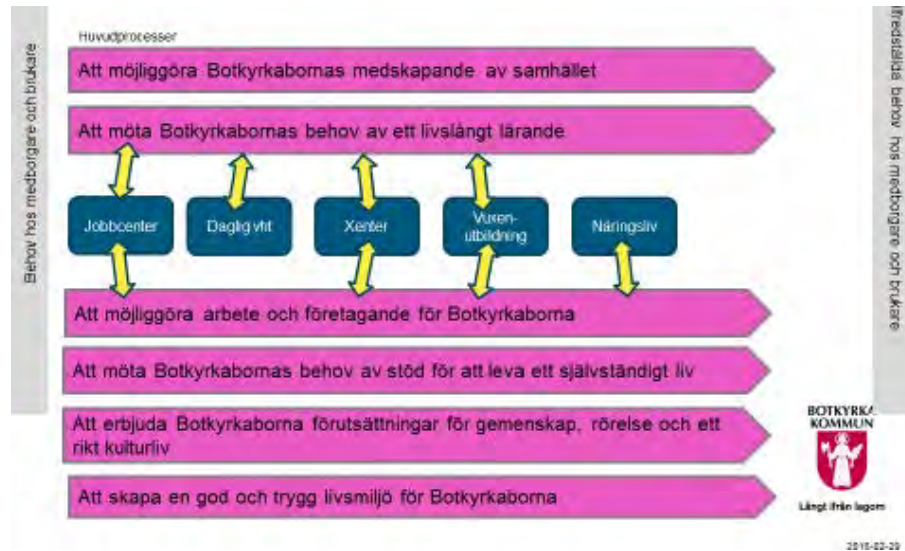 Huvudprocesser
Att möjliggöra Botkyrkabornas medskapande av samhället
Att möta Botkyrkabornas behov av ett livslångt lärande
Jobbcenter
Daglig vht
Xenter
Vuxen-
utbildning
Näringsliv
Att möjliggöra arbete och företagande för Botkyrkaborna
Att möta Botkyrkabornas behov av stöd för att leva ett självständigt liv
Att erbjuda Botkyrkaborna förutsättningar för gemenskap, rörelse och ett
rikt kulturliv
Att skapa en god och trygg livsmiljö för Botkyrkaborna
Behov hos medborgare och brukare
lfredställda behov hos medborgare och brukare
BOTKYRKA
KOMMUN
Långt ifrån lagom
2016-02-29